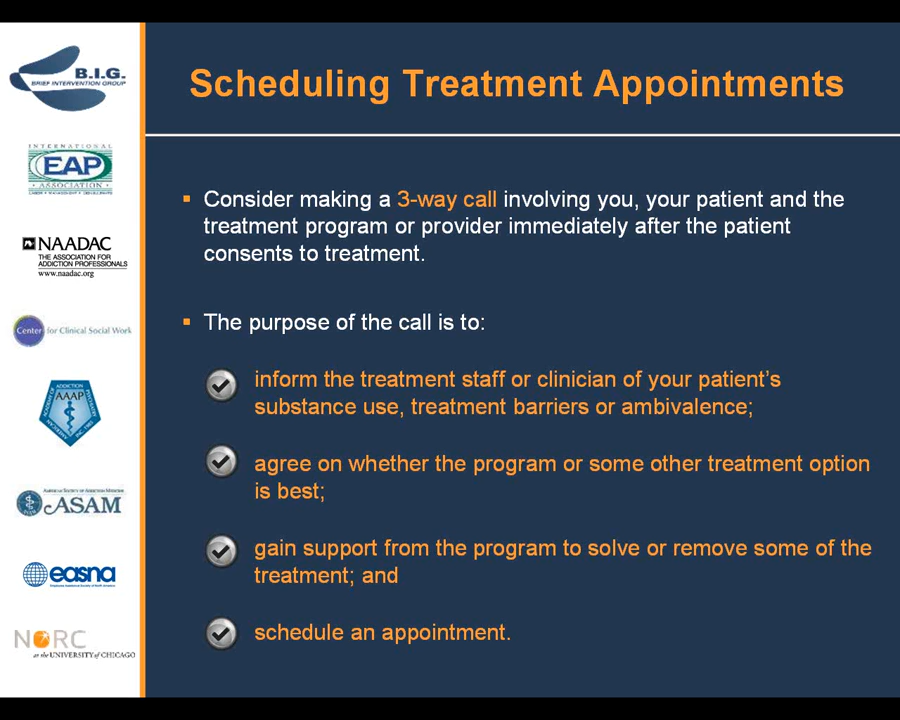 B.I.G.
BRIEF INTERVENTION GROUP
INTERNATIONAL
EAP
ASSOCIATION
NAADAC
THE ASSOCIATION FOR
ADDICTION PROFESSIONALS
www.naadac.org
Center for Clinical Social Work
AAAP
AMERICAN SOCIETY OF ADDICTION MEDICINE
ASAM
easna
NORC
at the UNIVERSITY of CHICAGO
Scheduling Treatment Appointments
Consider making a 3-way call involving you, your patient and the
treatment program or provider immediately after the patient
consents to treatment.
The purpose of the call is to:
inform the treatment staff or clinician of your patient's
substance use, treatment barriers or ambivalence;
agree on whether the program or some other treatment option
is best;
gain support from the program to solve or remove some of the
treatment; and
schedule an appointment.